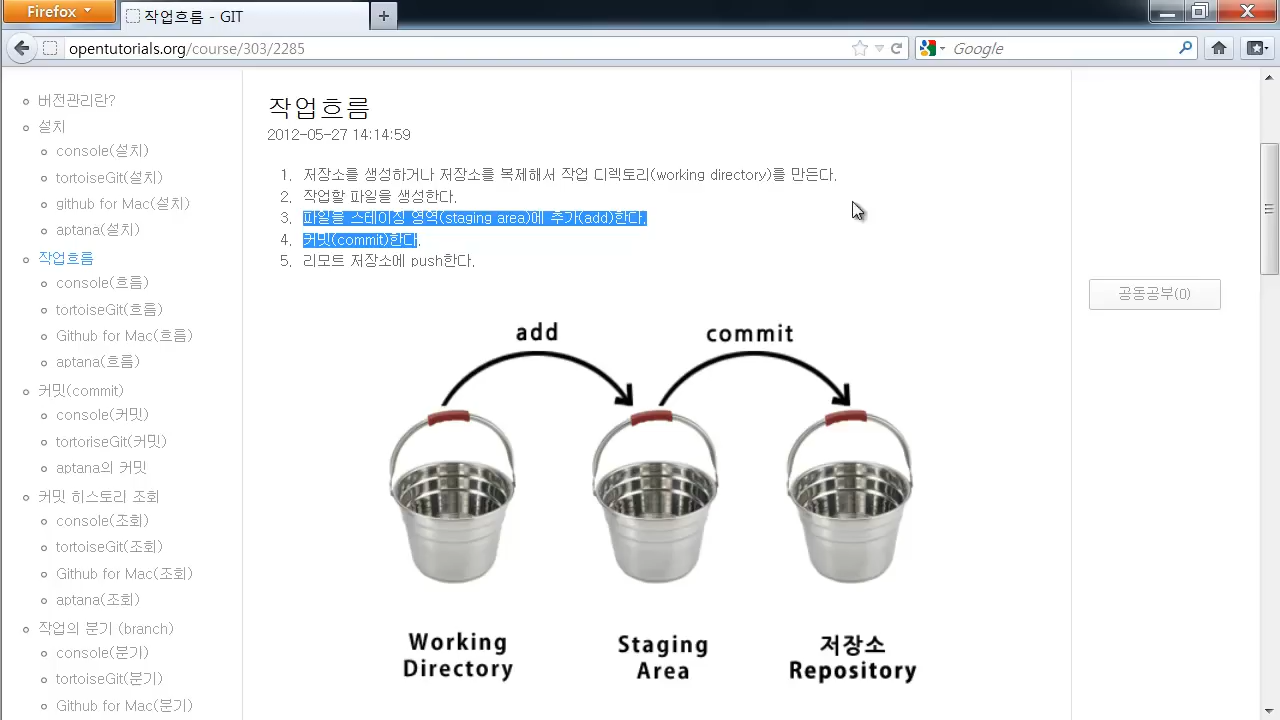 Firefox
작업흐름 - GIT
opentutorials.org/course/303/2285
Google
버전관리란?
설치
console(설치)
tortoiseGit(설치)
github for Mac(설치)
aptana(설치)
작업흐름
console(흐름)
tortoiseGit(흐름)
Github for Mac(흐름)
aptana(흐름)
커밋(commit)
console(커밋)
tortoriseGit(커밋)
aptana의 커밋
커밋 히스토리 조회
console(조회)
tortoiseGit(조회)
Github for Mac(조회)
aptana(조회)
작업의 분기 (branch)
console(분기)
tortoiseGit(분기)
Github for Mac(분기)
작업흐름
2012-05-27 14:14:59
1. 저장소를 생성하거나 저장소를 복제해서 작업 디렉토리(working directory)를 만든다.
2. 작업할 파일을 생성한다.
3. 파일을 스테이징 영역(staging area)에 추가(add)한다.
4. 커밋(commit)한다.
5. 리모트 저장소에 push한다.
add
commit
Working
Directory
Staging
Area
저장소
Repository
공동공부(0)